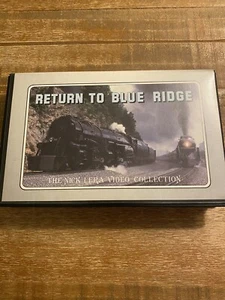 RETURN TO BLUE RIDGE
THE NICK LERA VIDEO COLLECTION